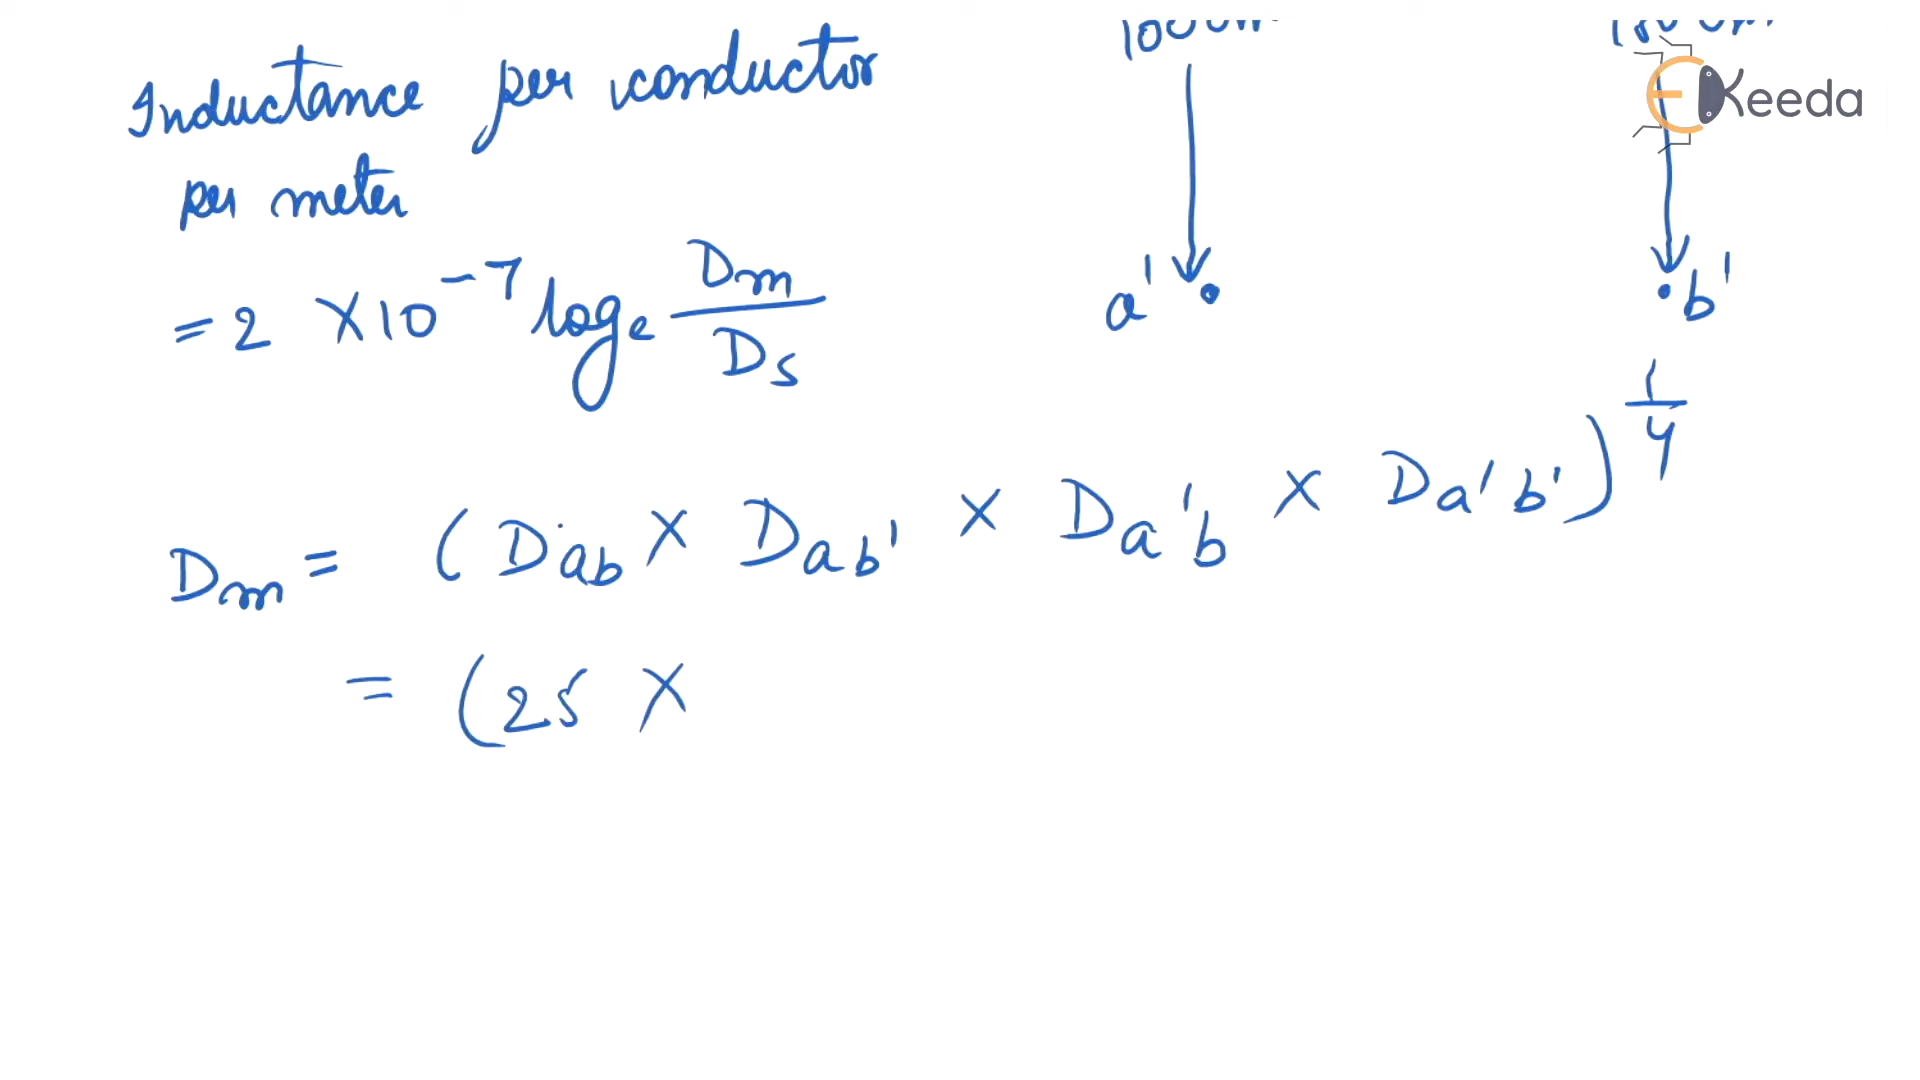 Inductance per conductor
per meter
= 2 × 10⁻⁷ logₑ Dm/Ds
a' b'
Keeda
Dm = (Dab × Dab' × Da'b × Da'b')^1/4
= (25 ×